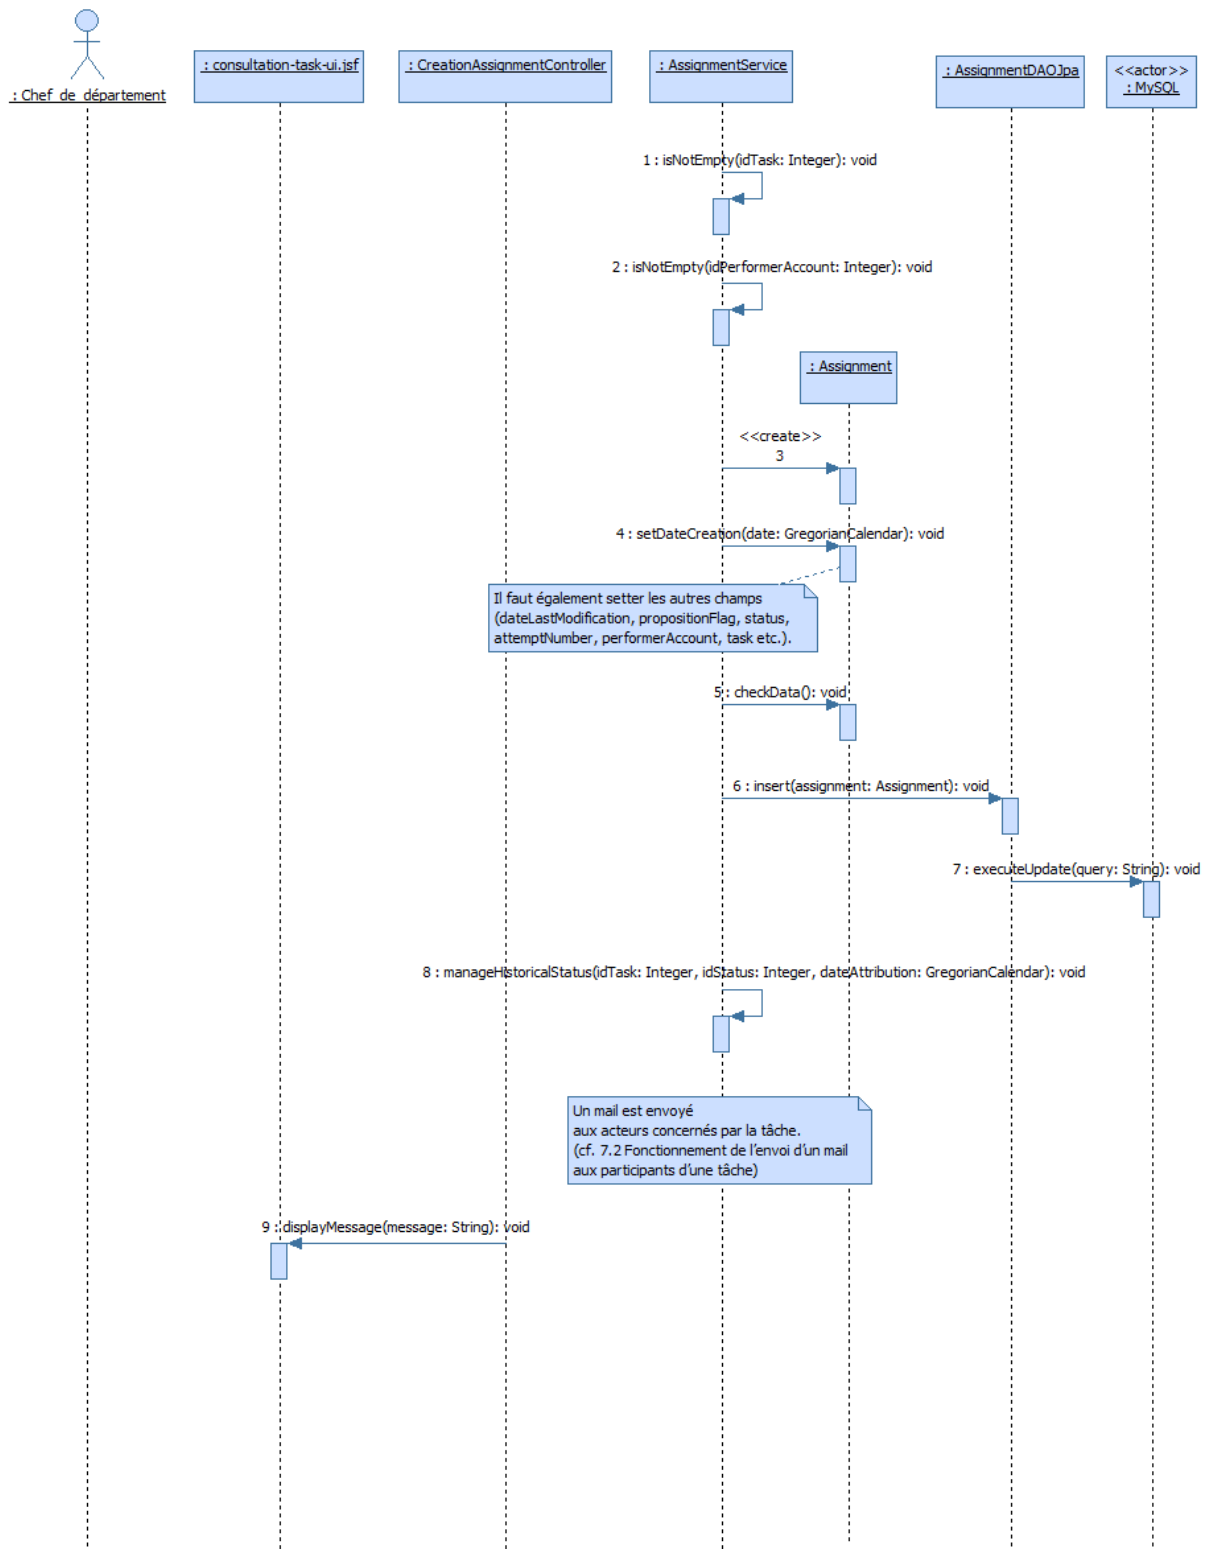 : Chef de département
: consultation-task-ui.jsf
: CreationAssignmentController
: AssignmentService
: AssignmentDAOJpa
<<actor>>
: MySQL
1 : isNotEmpty(idTask: Integer): void
2 : isNotEmpty(idPerformerAccount: Integer): void
: Assignment
<<create>>
3
4 : setDateCreation(date: GregorianCalendar): void
Il faut également setter les autres champs
(dateLastModification, propositionFlag, status,
attemptNumber, performerAccount, task etc.).
5 : checkData(): void
6 : insert(assignment: Assignment): void
7 : executeUpdate(query: String): void
8 : manageHistoricalStatus(idTask: Integer, idStatus: Integer, dateAttribution: GregorianCalendar): void
Un mail est envoyé
aux acteurs concernés par la tâche.
(cf. 7.2 Fonctionnement de l’envoi d’un mail
aux participants d’une tâche)
9 : displayMessage(message: String): void